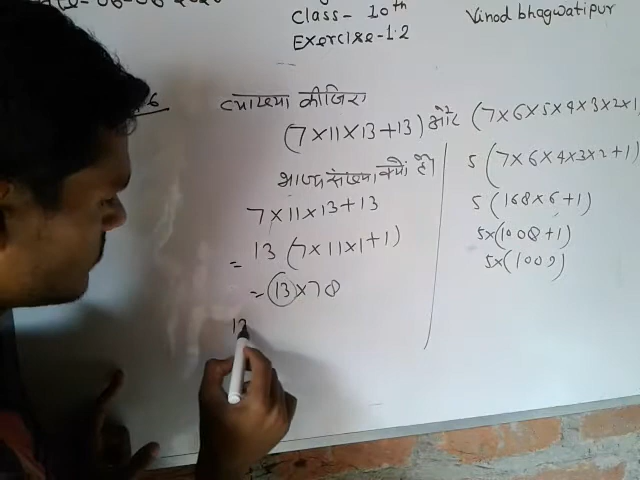 Class - 10th
Exercise-1.2
Vinod bhagwatipur
6
व्याख्या कीजिए
(7×11×13+13) और (7×6×5×4×3×2×1
भाज्य संख्या क्यों है।
7×11×13+13
= 13 (7×11×1+1)
= 13×78
13
5 (7×6×4×3×2+1)
5 (168×6+1)
5×(1008+1)
5×(1009)